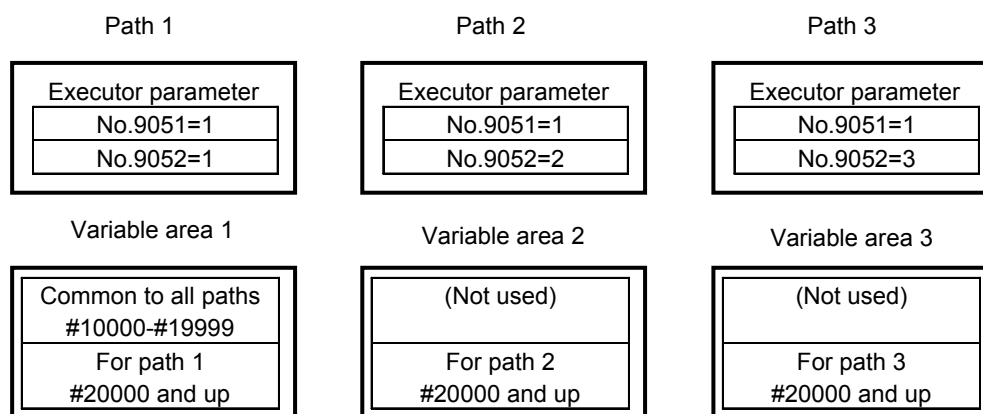 Path 1
Path 2
Path 3
Executor parameter
No.9051=1
No.9052=1
Executor parameter
No.9051=1
No.9052=2
Executor parameter
No.9051=1
No.9052=3
Variable area 1
Variable area 2
Variable area 3
Common to all paths
#10000-#19999
For path 1
#20000 and up
(Not used)
For path 2
#20000 and up
(Not used)
For path 3
#20000 and up